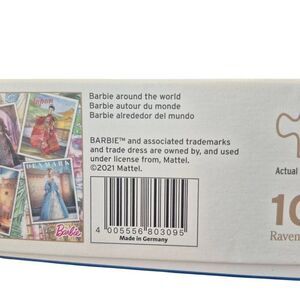 Barbie around the world
Barbie autour du monde
Barbie alrededor del mundo
Japan
BARBIE™ and associated trademarks
and trade dress are owned by, and used
under license from, Mattel.
©2021 Mattel.
DENMARK
Barbie
4 005556 803095
Made in Germany
Actual
10
Raven